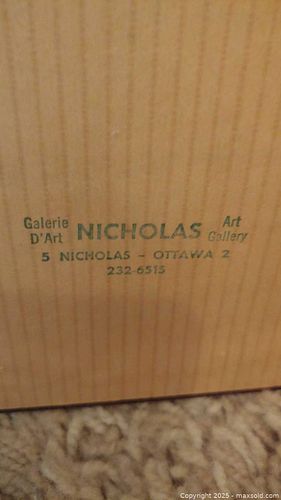 Galerie D'Art NICHOLAS Art Gallery
5 NICHOLAS – OTTAWA 2
232-6515
Copyright © 2025 - maxsold.com